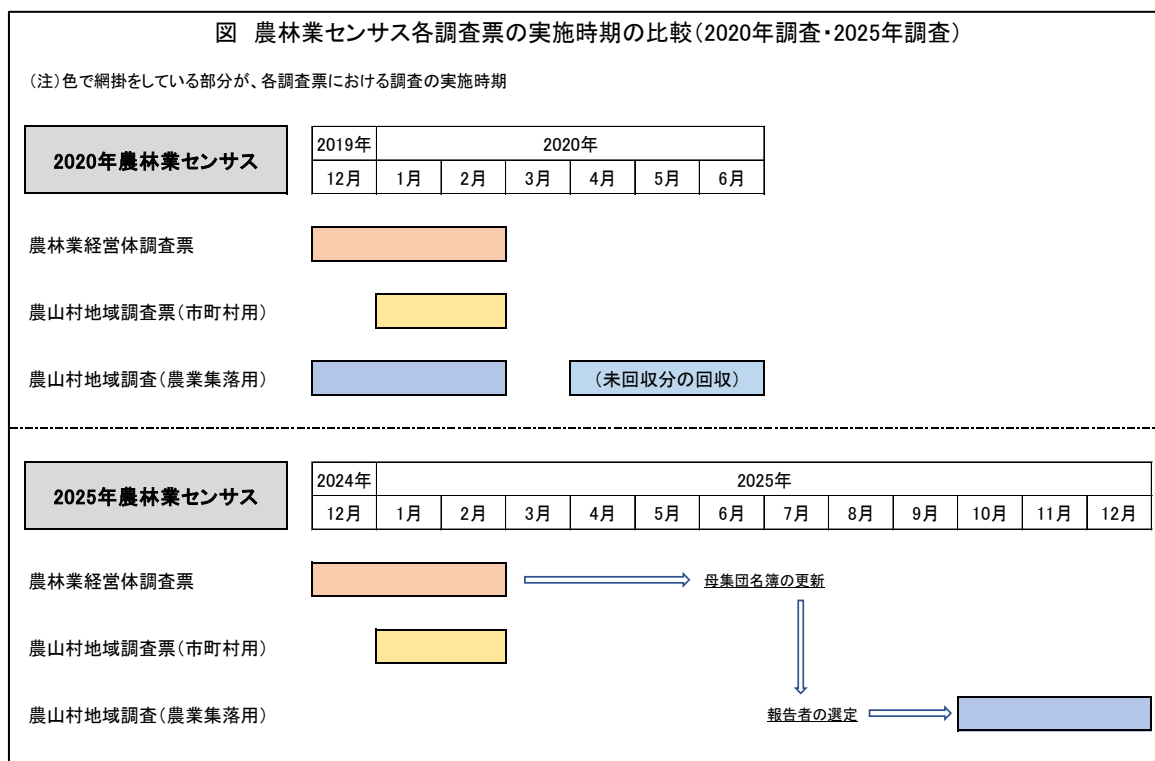 図 農林業センサス各調査票の実施時期の比較(2020年調査・2025年調査)
(注)色で網掛をしている部分が、各調査票における調査の実施時期
2020年農林業センサス
2019年 2020年
12月 1月 2月 3月 4月 5月 6月
農林業経営体調査票
農山村地域調査票(市町村用)
農山村地域調査(農業集落用) (未回収分の回収)
2025年農林業センサス
2024年 2025年
12月 1月 2月 3月 4月 5月 6月 7月 8月 9月 10月 11月 12月
農林業経営体調査票 母集団名簿の更新
農山村地域調査票(市町村用)
農山村地域調査(農業集落用) 報告者の選定